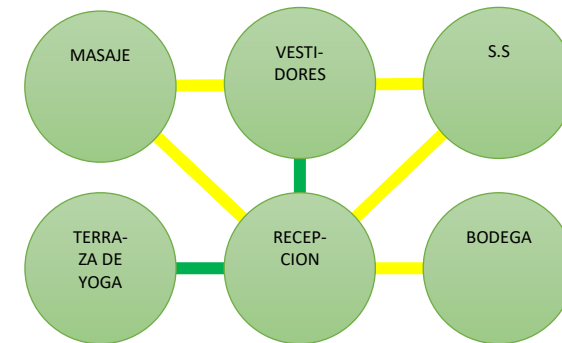 MASAJE
VESTI-
DORES
S.S
TERRA-
ZA DE
YOGA
RECEP-
CION
BODEGA